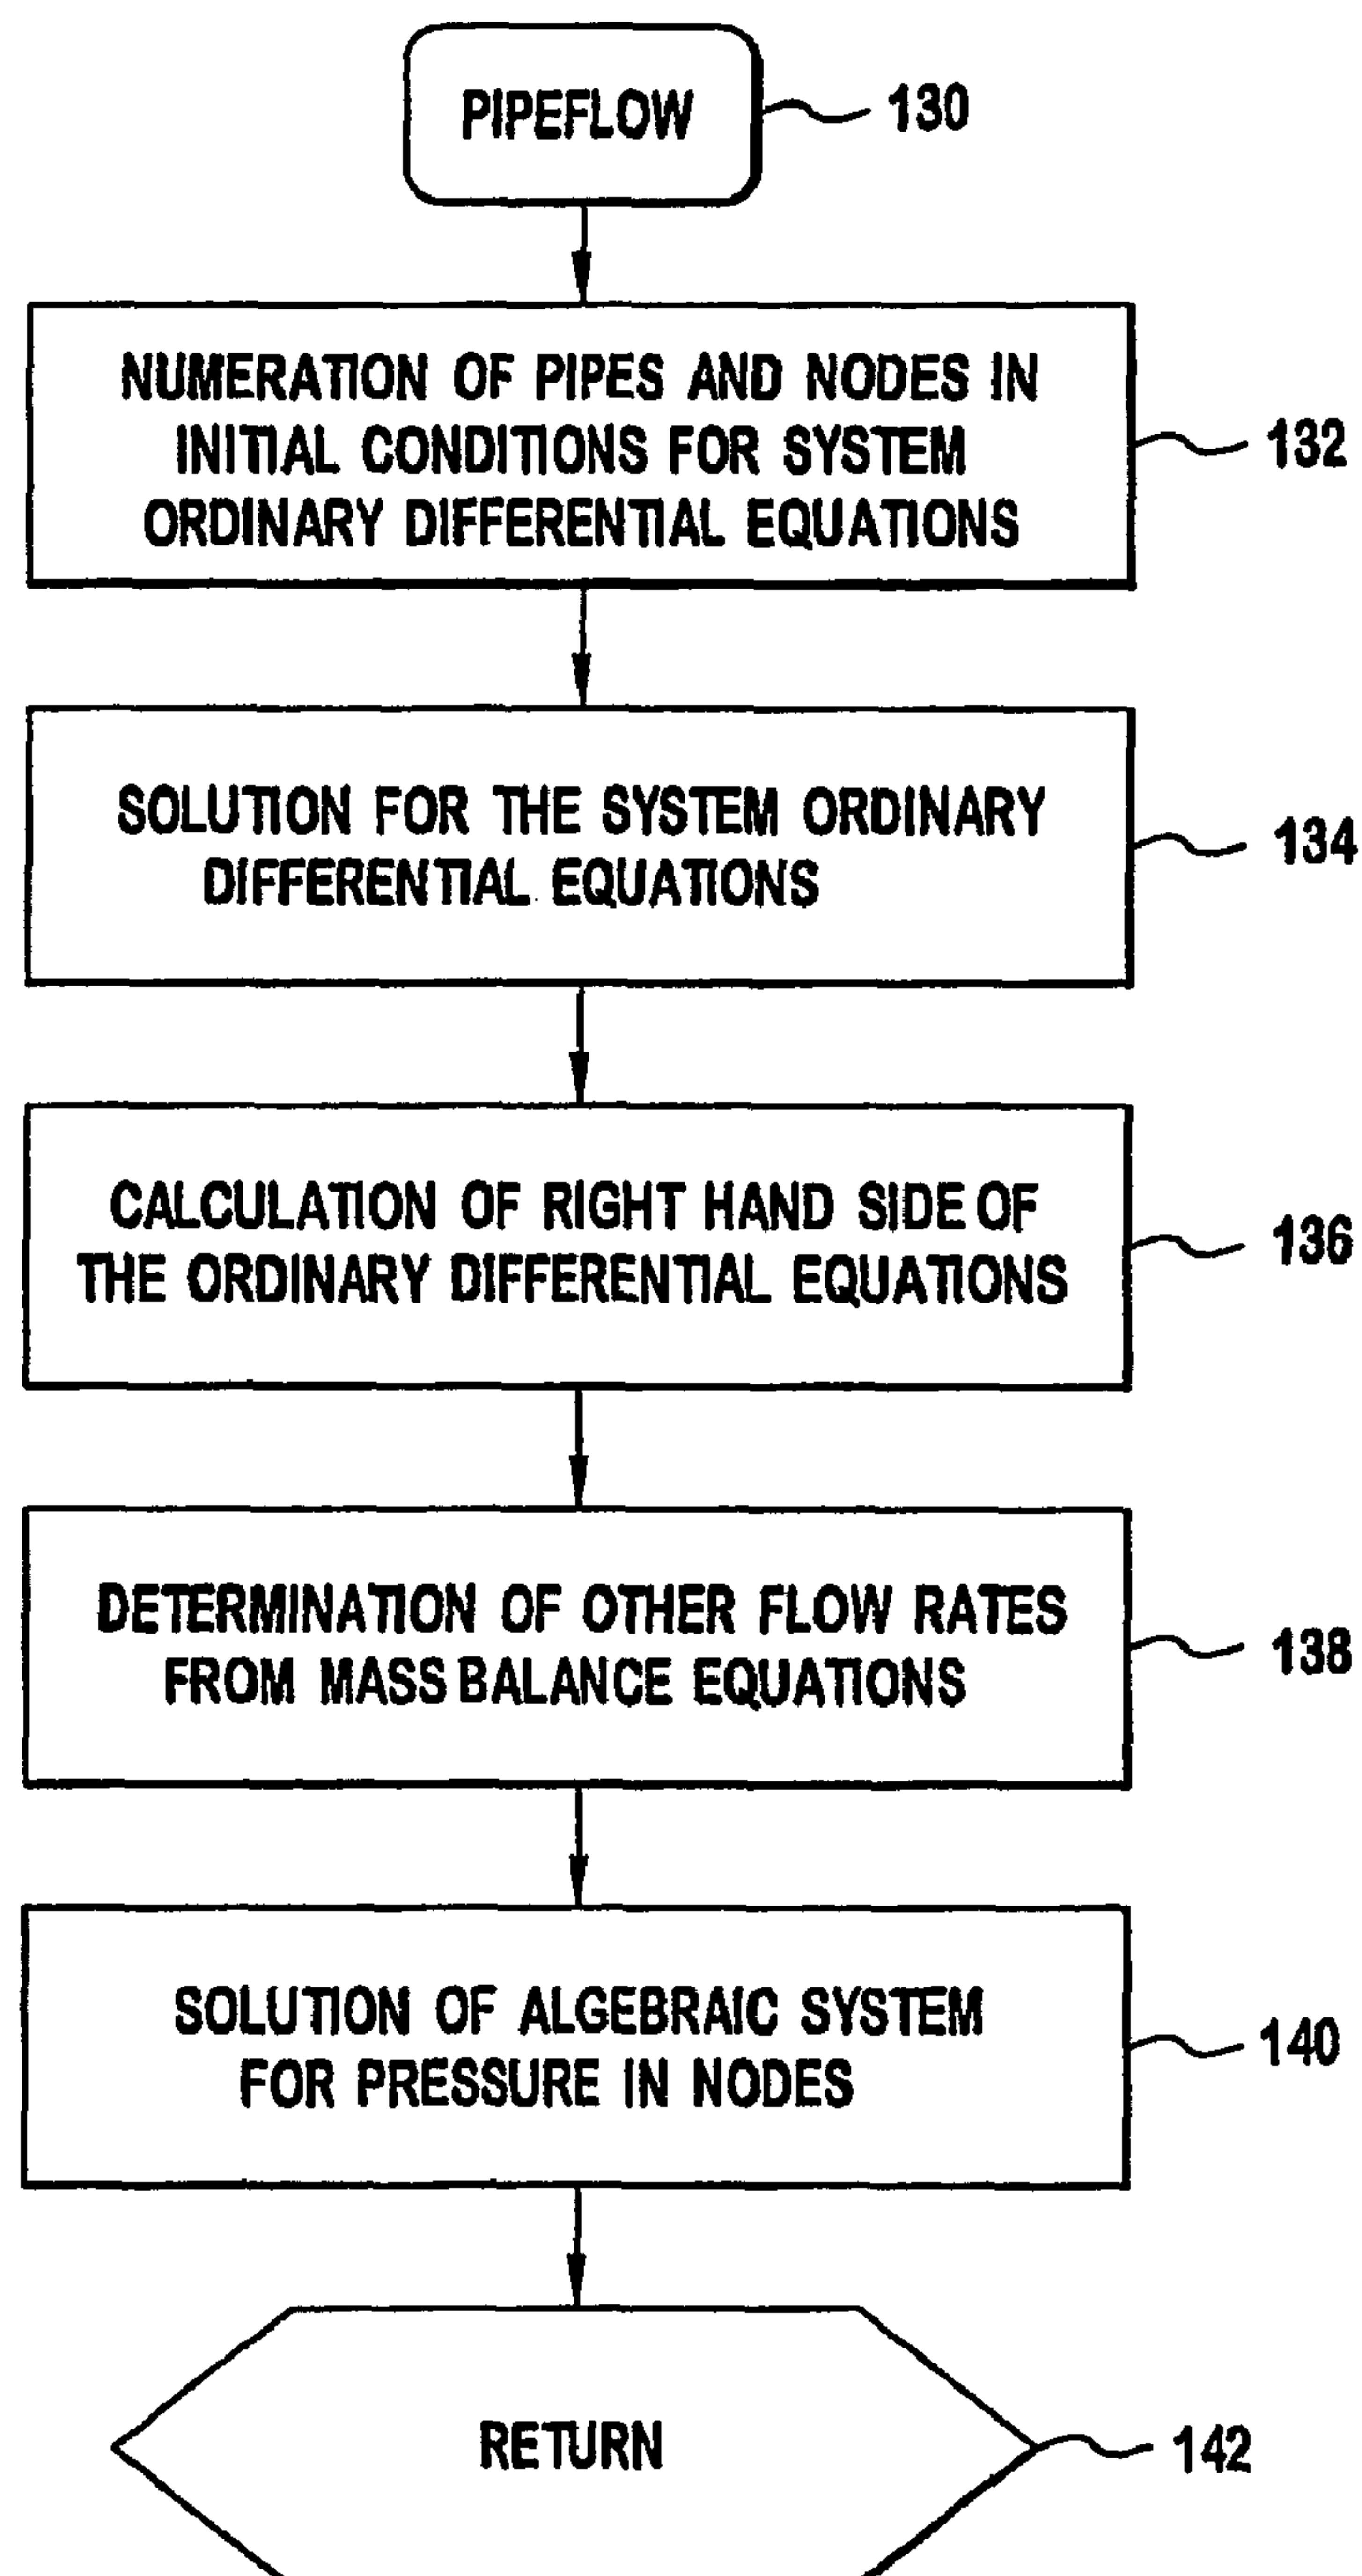 PIPEFLOW
130
NUMERATION OF PIPES AND NODES IN
INITIAL CONDITIONS FOR SYSTEM
ORDINARY DIFFERENTIAL EQUATIONS
132
SOLUTION FOR THE SYSTEM ORDINARY
DIFFERENTIAL EQUATIONS
134
CALCULATION OF RIGHT HAND SIDE OF
THE ORDINARY DIFFERENTIAL EQUATIONS
136
DETERMINATION OF OTHER FLOW RATES
FROM MASS BALANCE EQUATIONS
138
SOLUTION OF ALGEBRAIC SYSTEM
FOR PRESSURE IN NODES
140
RETURN
142